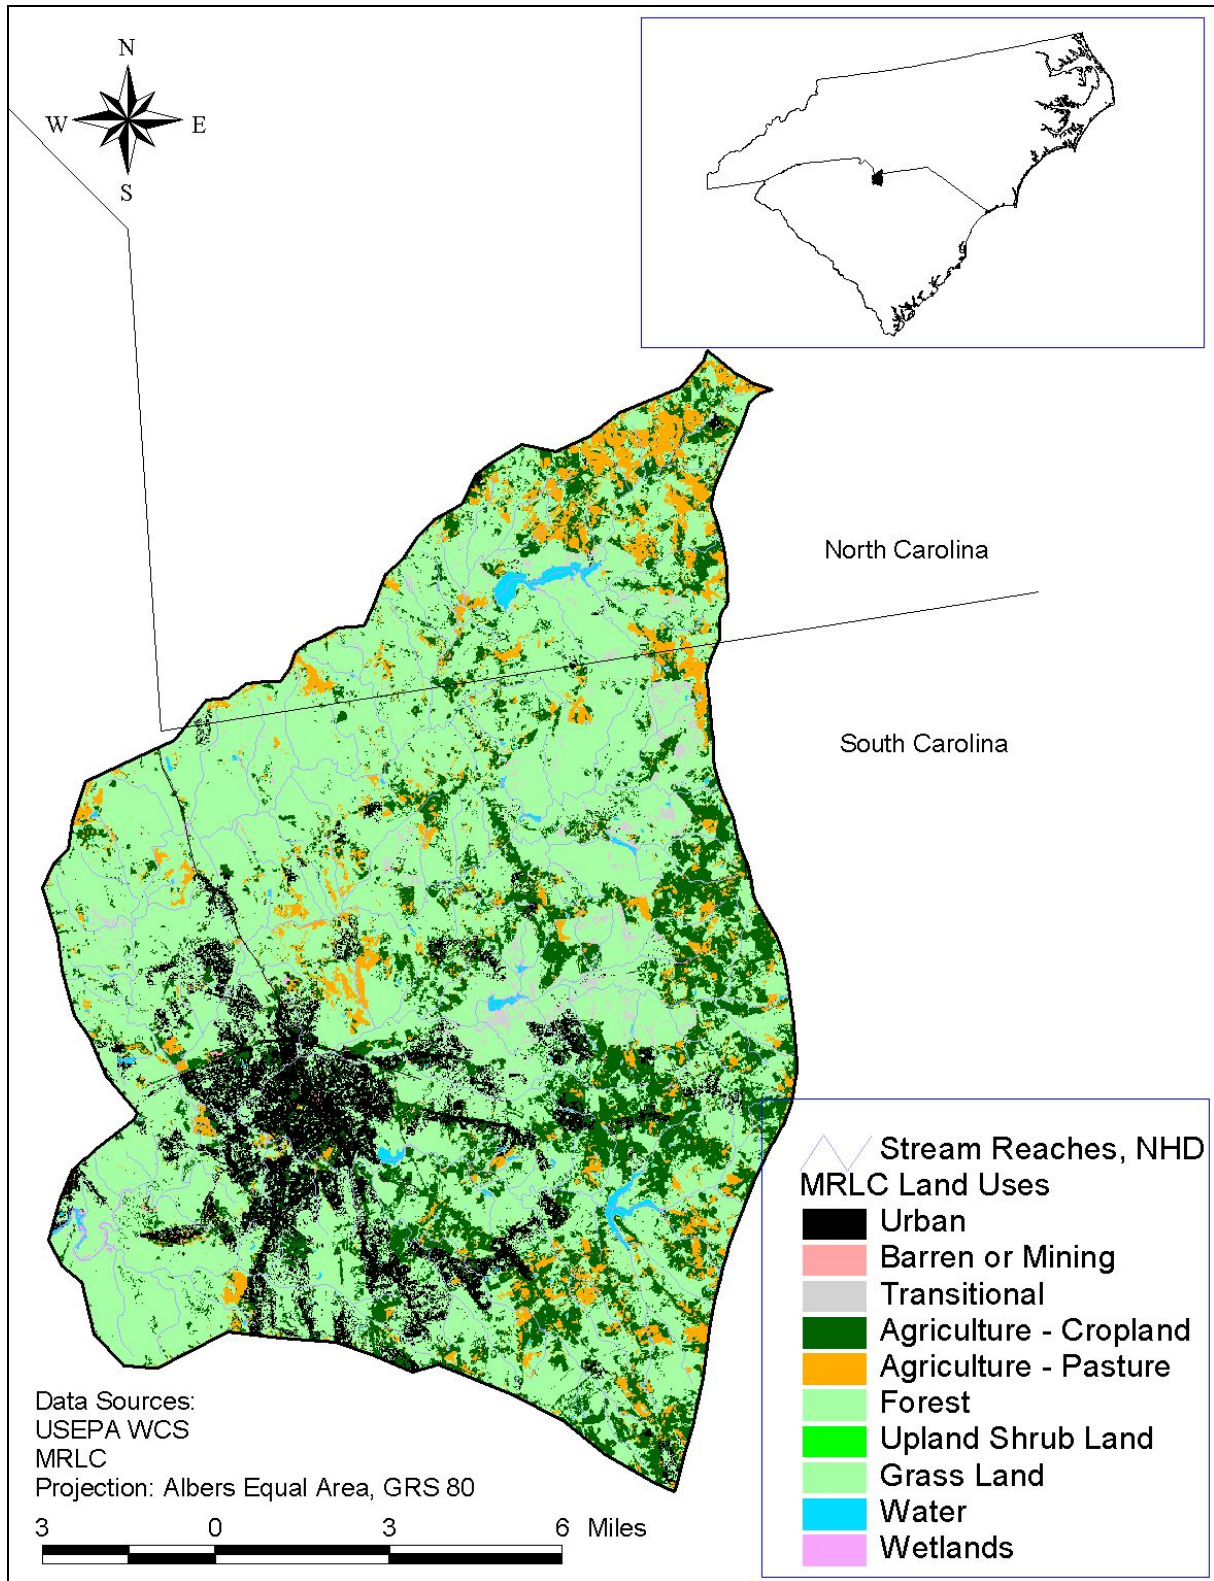 N
W E
S
North Carolina
South Carolina
Stream Reaches, NHD
MRLC Land Uses
Urban
Barren or Mining
Transitional
Agriculture - Cropland
Agriculture - Pasture
Forest
Upland Shrub Land
Grass Land
Water
Wetlands
Data Sources:
USEPA WCS
MRLC
Projection: Albers Equal Area, GRS 80
3 0 3 6 Miles